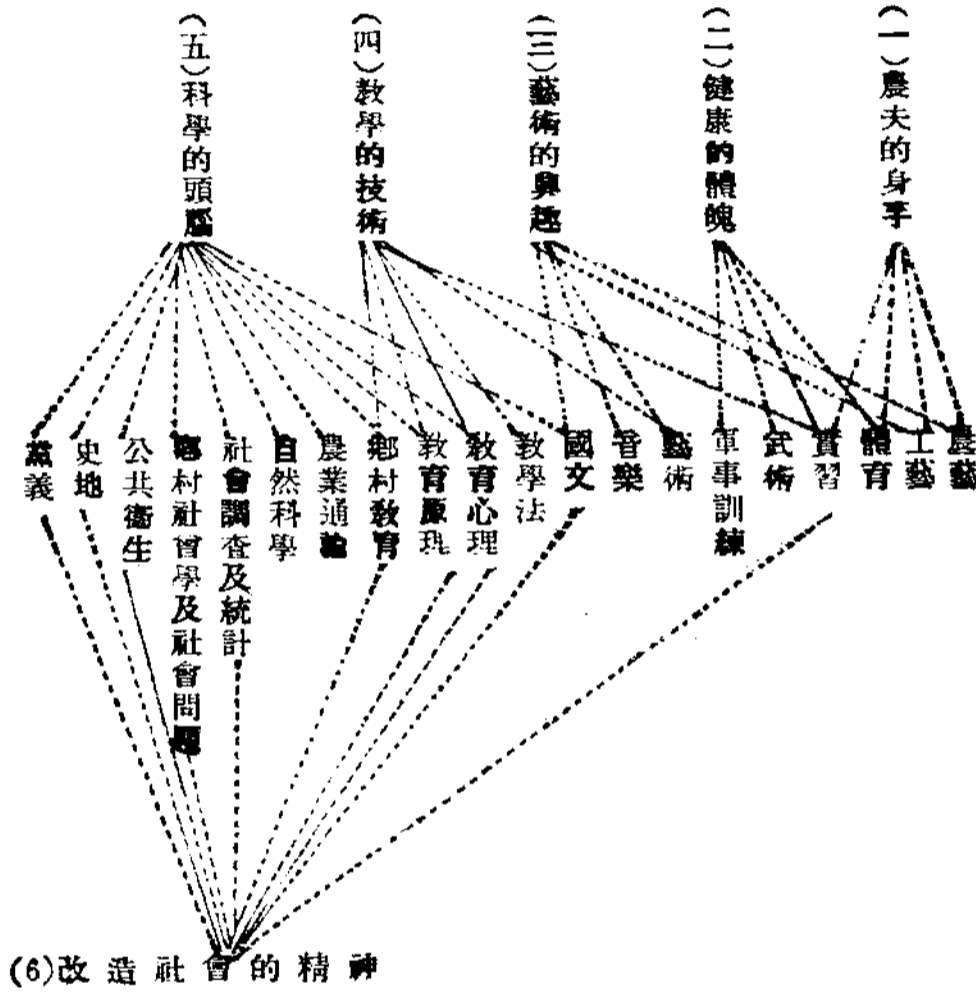 (一)農夫的身手
(二)健康的體魄
(三)藝術的興趣
(四)教學的技術
(五)科學的頭腦
農藝
工藝
體育
實習
武術
軍事訓練
藝術
音樂
國文
教學法
教育心理
教育原理
鄉村教育
農業通論
自然科學
社會調查及統計
鄉村社會學及社會問題
公共衞生
史地
黨義
(6)改造社會的精神